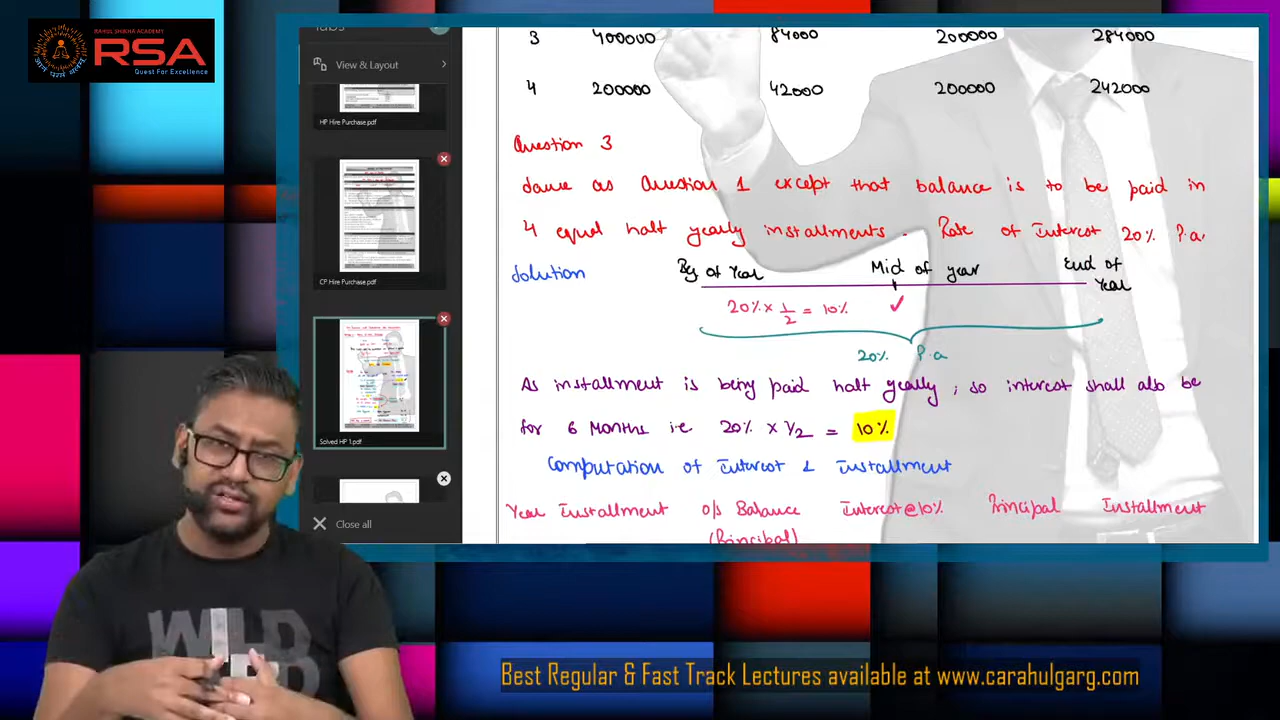 RAHUL SHIKHA ACADEMY
RSA
Quest For Excellence
View & Layout
HP Hire Purchase.pdf
CP Hire Purchase.pdf
Solved HP 1.pdf
Close all
3 400000 84000 200000 284000
4 200000 42000 200000 242000
Question 3
Same as Question 1 except that balance is to be paid in
4 equal half yearly installments. Rate of Interest 20% P.a.
Solution Bg of Year Mid of year End of Year
20% × 1/2 = 10% ✓
20% P.a
As installment is being paid half yearly, so interest shall also be
for 6 Months i.e 20% × 1/2 = 10%
Computation of Interest & Installment
Year Installment o/s Balance Interest@10% Principal Installment
(Principal)
WILD
Best Regular & Fast Track Lectures available at www.carahulgarg.com